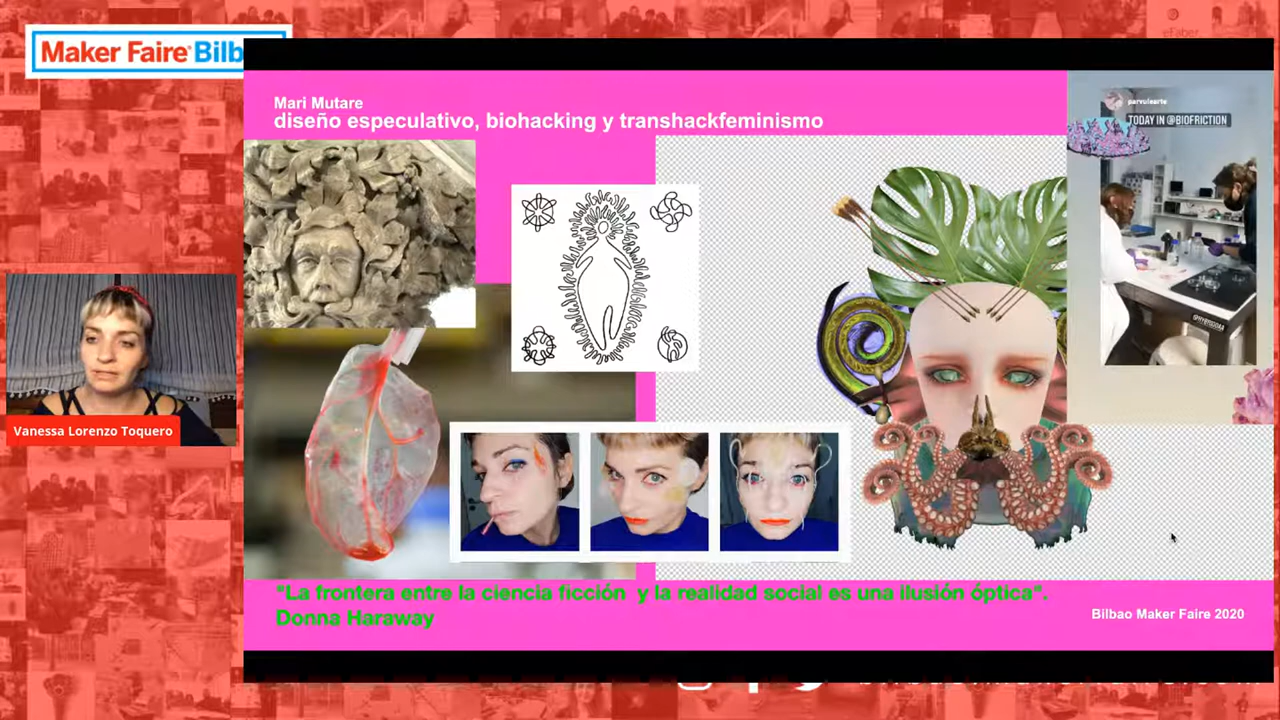 Maker Faire Bilb
Mari Mutare
diseño especulativo, biohacking y transhackfeminismo
parvulearte
TODAY IN @BIOFRICTION
Vanessa Lorenzo Toquero
"La frontera entre la ciencia ficción y la realidad social es una ilusión óptica".
Donna Haraway
Bilbao Maker Faire 2020